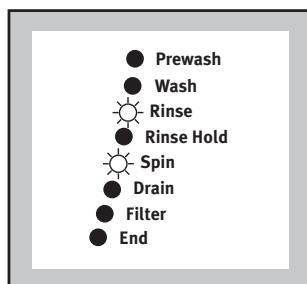 Prewash
Wash
Rinse
Rinse Hold
Spin
Drain
Filter
End